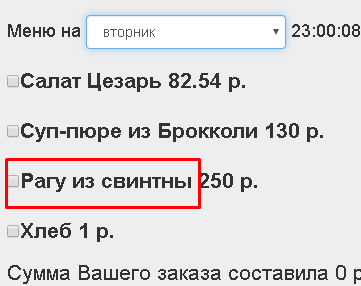 Меню на вторник 23:00:08
Салат Цезарь 82.54 р.
Суп-пюре из Брокколи 130 р.
Рагу из свинтны 250 р.
Хлеб 1 р.
Сумма Вашего заказа составила 0 р